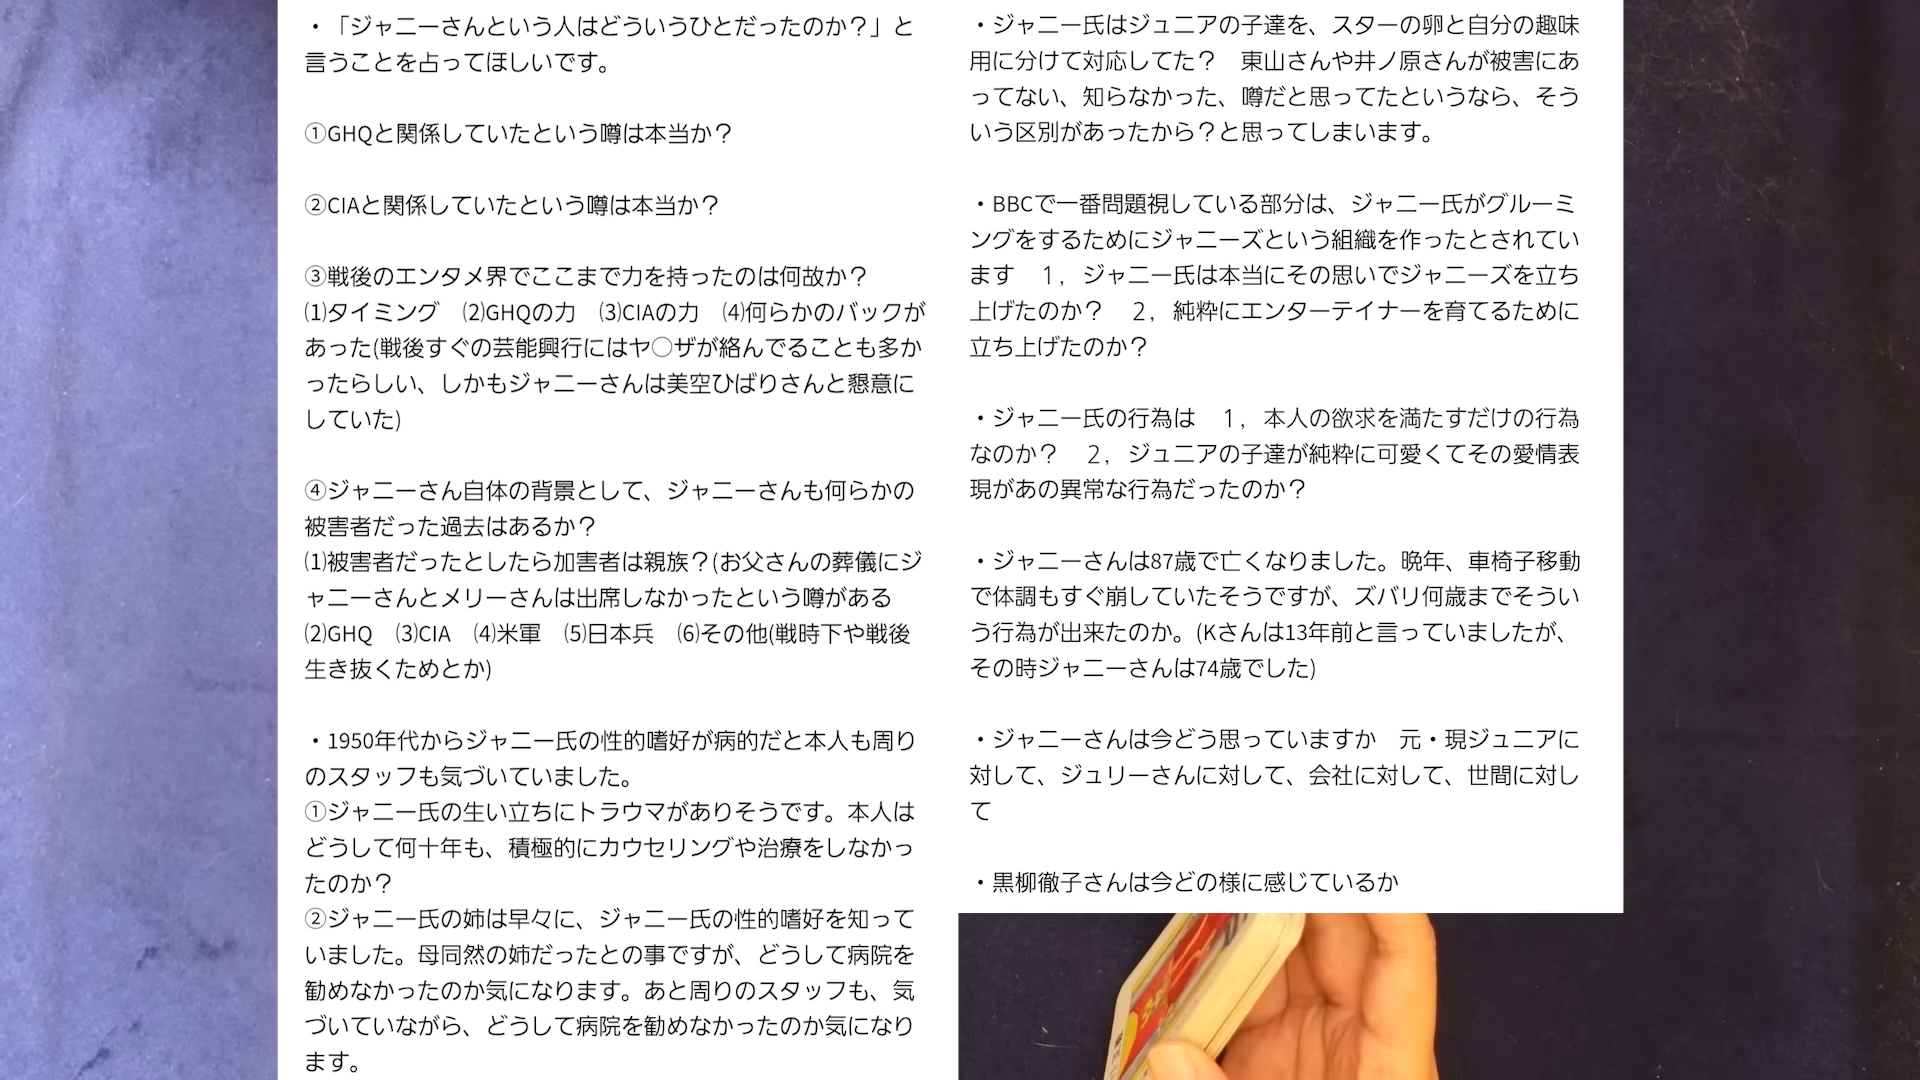 ・「ジャニーさんという人はどういうひとだったのか？」と
言うことを占ってほしいです。
①GHQと関係していたという噂は本当か？
②CIAと関係していたという噂は本当か？
③戦後のエンタメ界でここまで力を持ったのは何故か？
⑴タイミング　⑵GHQの力　⑶CIAの力　⑷何らかのバックが
あった(戦後すぐの芸能興行にはヤ〇ザが絡んでることも多か
ったらしい、しかもジャニーさんは美空ひばりさんと懇意に
していた)
④ジャニーさん自体の背景として、ジャニーさんも何らかの
被害者だった過去はあるか？
⑴被害者だったとしたら加害者は親族？(お父さんの葬儀にジ
ャニーさんとメリーさんは出席しなかったという噂がある
⑵GHQ　⑶CIA　⑷米軍　⑸日本兵　⑹その他(戦時下や戦後
生き抜くためとか)
・1950年代からジャニー氏の性的嗜好が病的だと本人も周り
のスタッフも気づいていました。
①ジャニー氏の生い立ちにトラウマがありそうです。本人は
どうして何十年も、積極的にカウセリングや治療をしなかっ
たのか？
②ジャニー氏の姉は早々に、ジャニー氏の性的嗜好を知って
いました。母同然の姉だったとの事ですが、どうして病院を
勧めなかったのか気になります。あと周りのスタッフも、気
づいていながら、どうして病院を勧めなかったのか気になり
ます。
・ジャニー氏はジュニアの子達を、スターの卵と自分の趣味
用に分けて対応してた？　東山さんや井ノ原さんが被害にあ
ってない、知らなかった、噂だと思ってたというなら、そう
いう区別があったから？と思ってしまいます。
・BBCで一番問題視している部分は、ジャニー氏がグルーミ
ングをするためにジャニーズという組織を作ったとされてい
ます　１，ジャニー氏は本当にその思いでジャニーズを立ち
上げたのか？　２，純粋にエンターテイナーを育てるために
立ち上げたのか？
・ジャニー氏の行為は　１，本人の欲求を満たすだけの行為
なのか？　２，ジュニアの子達が純粋に可愛くてその愛情表
現があの異常な行為だったのか？
・ジャニーさんは87歳で亡くなりました。晩年、車椅子移動
で体調もすぐ崩していたそうですが、ズバリ何歳までそうい
う行為が出来たのか。(Kさんは13年前と言っていましたが、
その時ジャニーさんは74歳でした)
・ジャニーさんは今どう思っていますか　元・現ジュニアに
対して、ジュリーさんに対して、会社に対して、世間に対し
て
・黒柳徹子さんは今どの様に感じているか